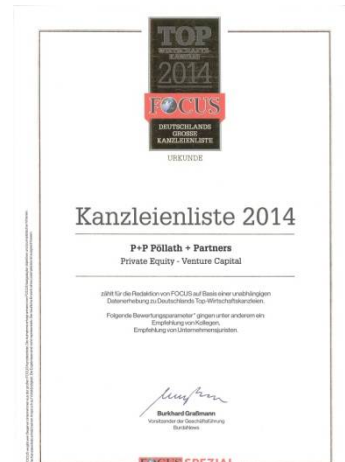 TOP
WIRTSCHAFTS-
KANZLEI
2014
FOCUS
DEUTSCHLANDS
GROSSE
KANZLEIENLISTE
URKUNDE
Kanzleienliste 2014
P+P Pöllath + Partners
Private Equity - Venture Capital
zählt für die Redaktion von FOCUS auf Basis einer unabhängigen
Datenerhebung zu Deutschlands Top-Wirtschaftskanzleien.
Folgende Bewertungsparameter* gingen unter anderem ein:
Empfehlung von Kollegen,
Empfehlung von Unternehmensjuristen.
Burkhard Graßmann
Vorsitzender der Geschäftsführung
BurdaNews
FOCUS SPEZIAL